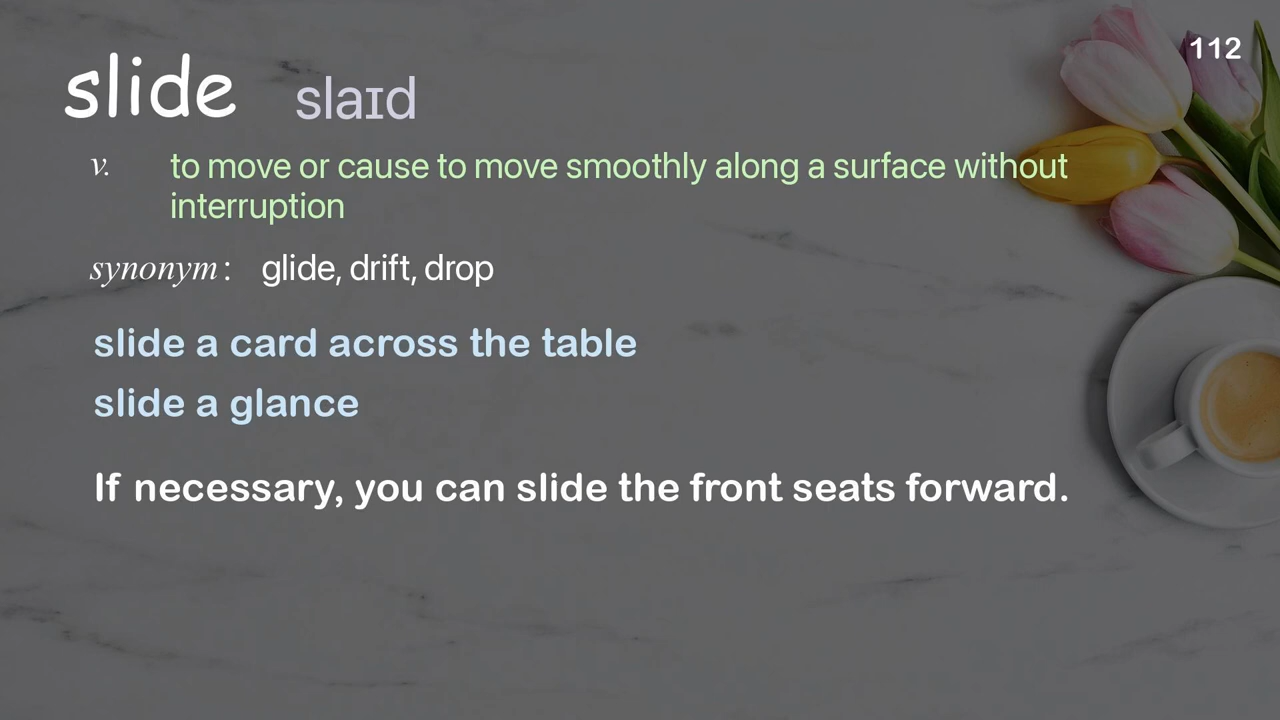 112
slide slaɪd
v. to move or cause to move smoothly along a surface without
interruption
synonym: glide, drift, drop
slide a card across the table
slide a glance
If necessary, you can slide the front seats forward.